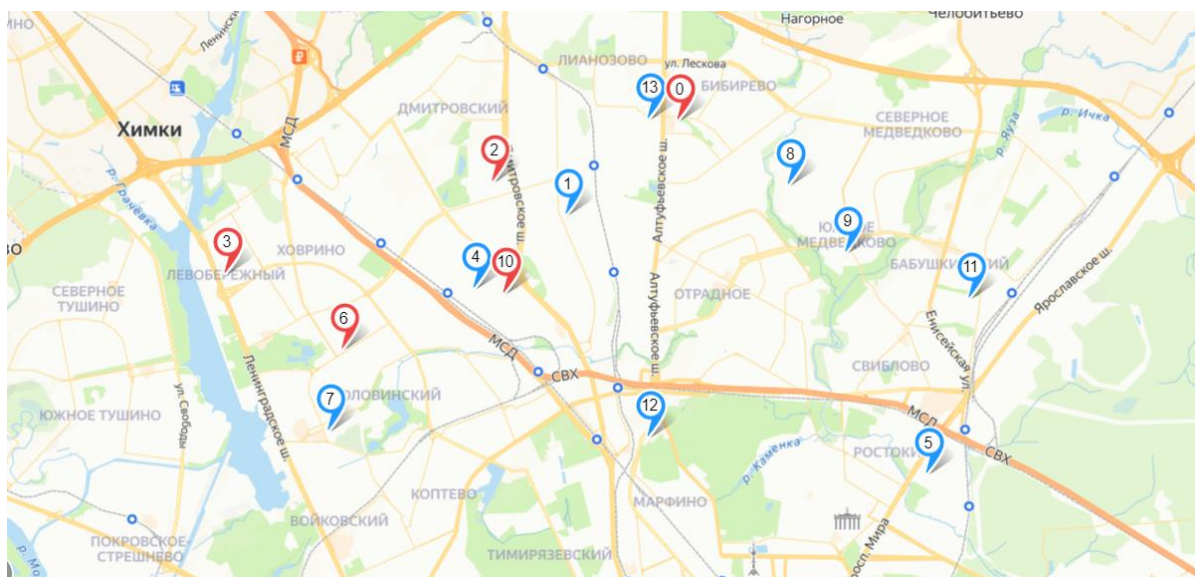 Нагорное
Челобитьево
Ленинградское
ЛИАНОЗОВО
ул. Лескова
БИБИРЕВО
13
0
ДМИТРОВСКИЙ
СЕВЕРНОЕ
МЕДВЕДКОВО
р. Яуза
р. Ичка
Химки
МСД
2
8
1
Дмитровское ш.
Алтуфьевское ш.
р. Грачёвка
9
ЮЖНОЕ
МЕДВЕДКОВО
3
ХОВРИНО
ЛЕВОБЕРЕЖНЫЙ
4
10
11
БАБУШКИНСКИЙ
Ярославское ш.
СЕВЕРНОЕ
ТУШИНО
ОТРАДНОЕ
Алтуфьевское ш.
Енисейская ул.
6
МСД
СВХ
СВИБЛОВО
Ленинградское ш.
ул. Свободы
ЮЖНОЕ ТУШИНО
7
ГОЛОВИНСКИЙ
12
МСД
СВХ
5
РОСТОКИНО
р. Каменка
КОПТЕВО
МАРФИНО
ВОЙКОВСКИЙ
ПОКРОВСКОЕ-
СТРЕШНЕВО
ТИМИРЯЗЕВСКИЙ
просп. Мира